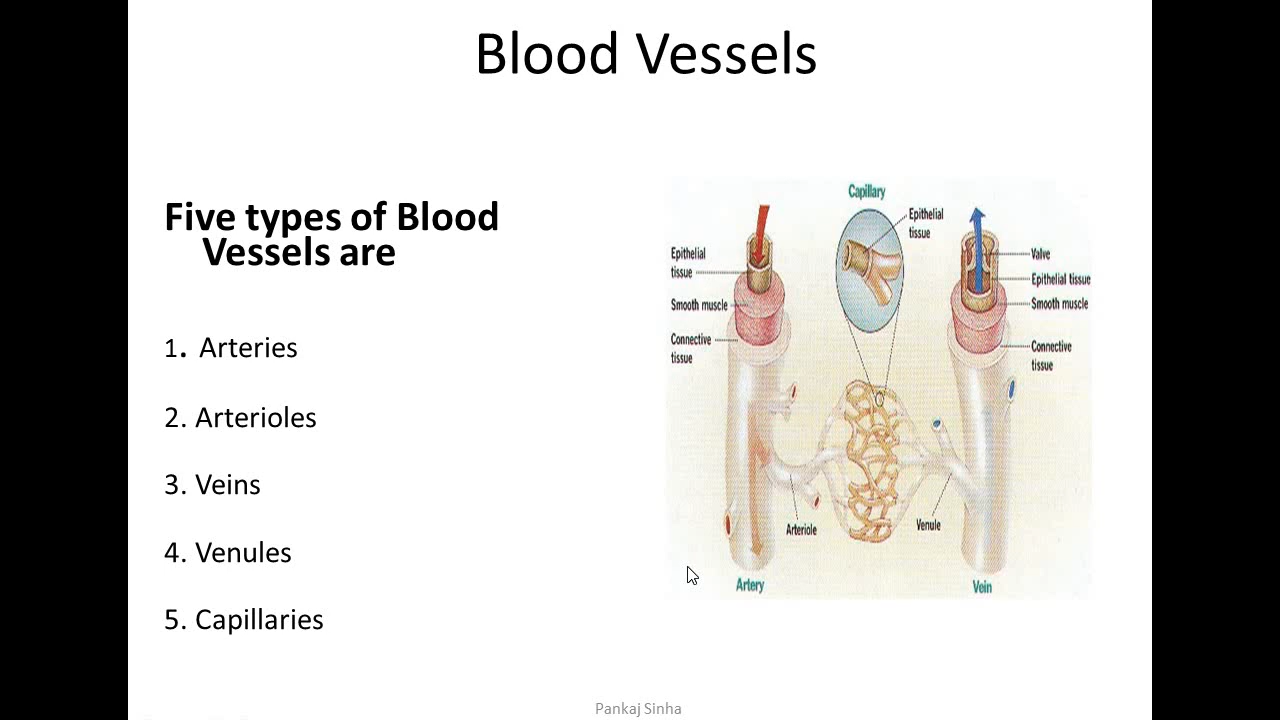 Blood Vessels
Five types of Blood
Vessels are
1. Arteries
2. Arterioles
3. Veins
4. Venules
5. Capillaries
Capillary
Epithelial
tissue
Epithelial
tissue
Smooth muscle
Connective
tissue
Valve
Epithelial tissue
Smooth muscle
Connective
tissue
Arteriole
Venule
Artery
Vein
Pankaj Sinha